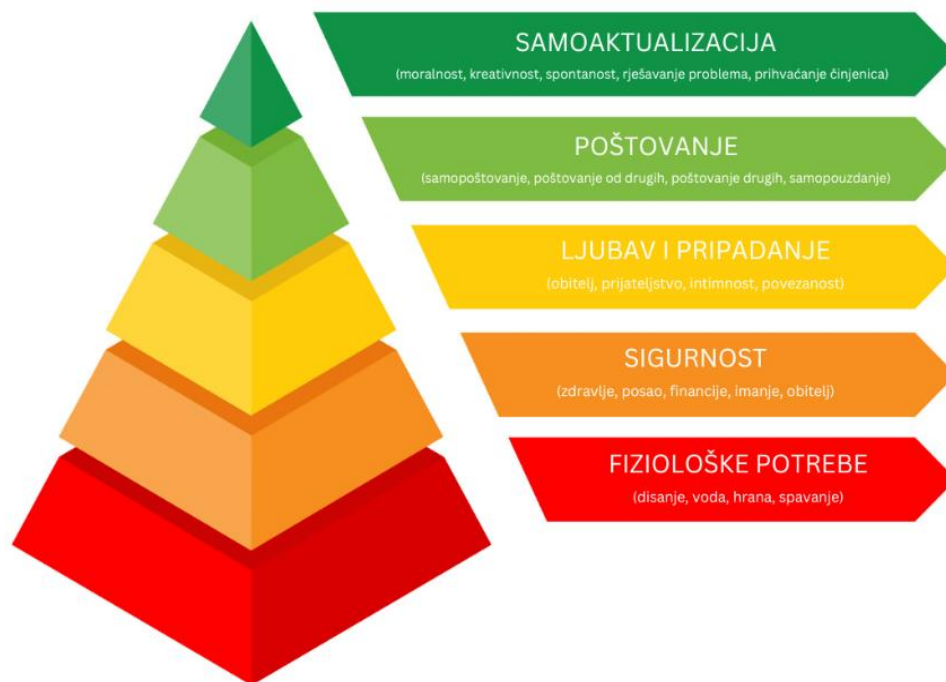 SAMOAKTUALIZACIJA
(moralnost, kreativnost, spontanost, rješavanje problema, prihvaćanje činjenica)
POŠTOVANJE
(samopoštovanje, poštovanje od drugih, poštovanje drugih, samopouzdanje)
LJUBAV I PRIPADANJE
(obitelj, prijateljstvo, intimnost, povezanost)
SIGURNOST
(zdravlje, posao, financije, imanje, obitelj)
FIZIOLOŠKE POTREBE
(disanje, voda, hrana, spavanje)